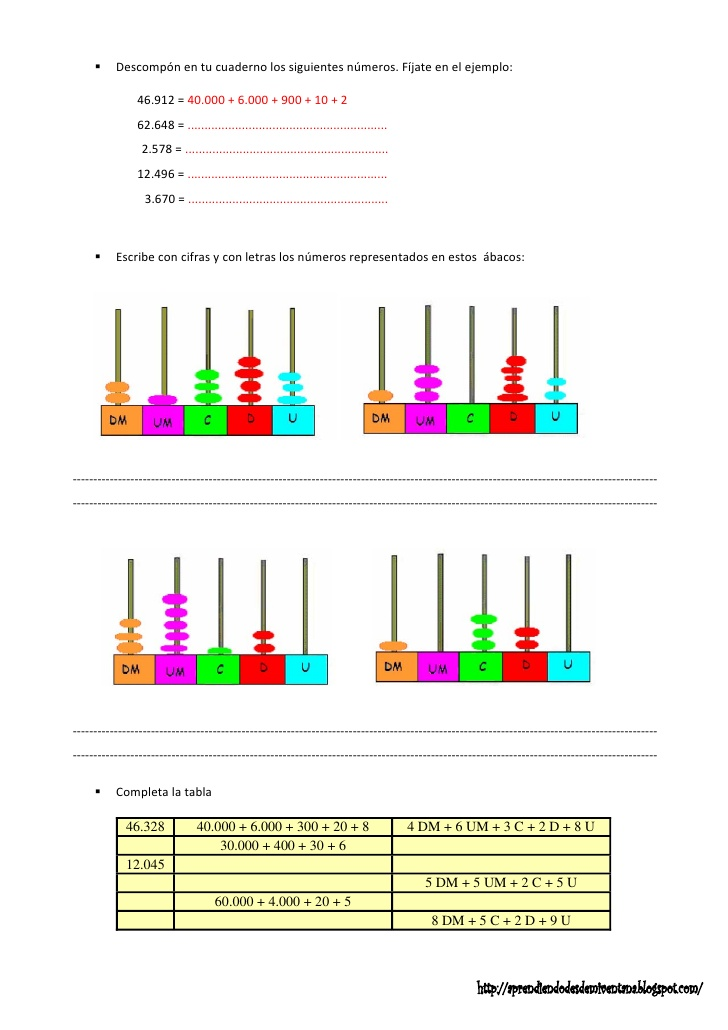 ▪ Descompón en tu cuaderno los siguientes números. Fíjate en el ejemplo:
46.912 = 40.000 + 6.000 + 900 + 10 + 2
62.648 = ...........................................................
2.578 = ............................................................
12.496 = ...........................................................
3.670 = ...........................................................
▪ Escribe con cifras y con letras los números representados en estos ábacos:
DM UM C D U
DM UM C D U
DM UM C D U
DM UM C D U
▪ Completa la tabla
46.328 40.000 + 6.000 + 300 + 20 + 8 4 DM + 6 UM + 3 C + 2 D + 8 U
30.000 + 400 + 30 + 6
12.045
5 DM + 5 UM + 2 C + 5 U
60.000 + 4.000 + 20 + 5
8 DM + 5 C + 2 D + 9 U
http://aprendiendodesdemiventana.blogspot.com/